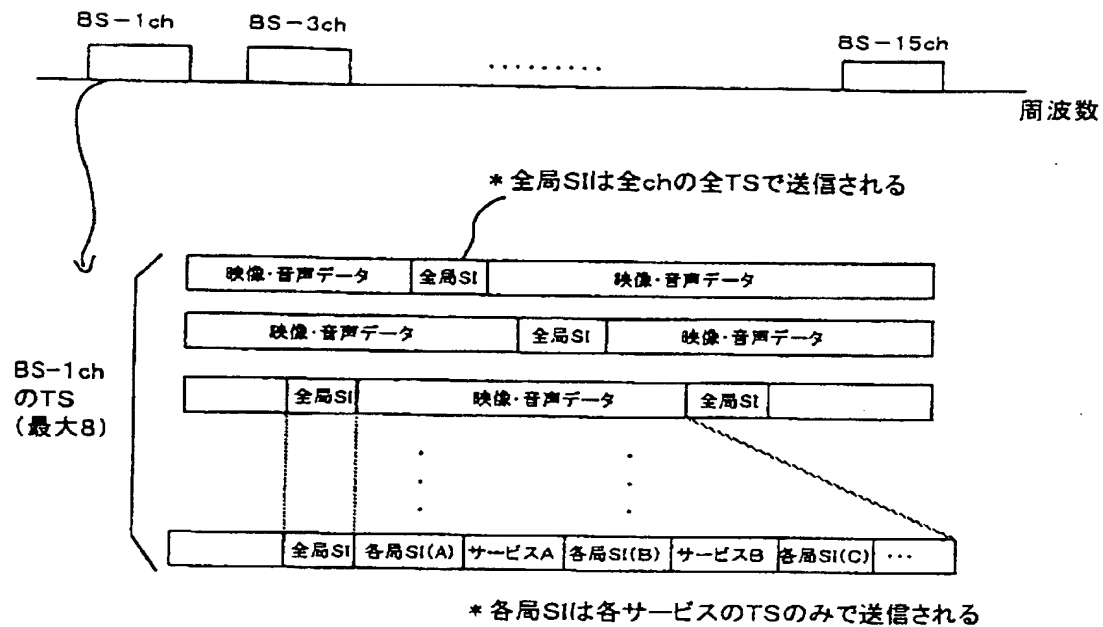 BS-1ch
BS-3ch
BS-15ch
·········
周波数
*全局SIは全chの全TSで送信される
映像・音声データ 全局SI 映像・音声データ
映像・音声データ 全局SI 映像・音声データ
BS-1ch
のTS
(最大8)
全局SI 映像・音声データ 全局SI
全局SI 各局SI(A) サービスA 各局SI(B) サービスB 各局SI(C) ···
*各局SIは各サービスのTSのみで送信される